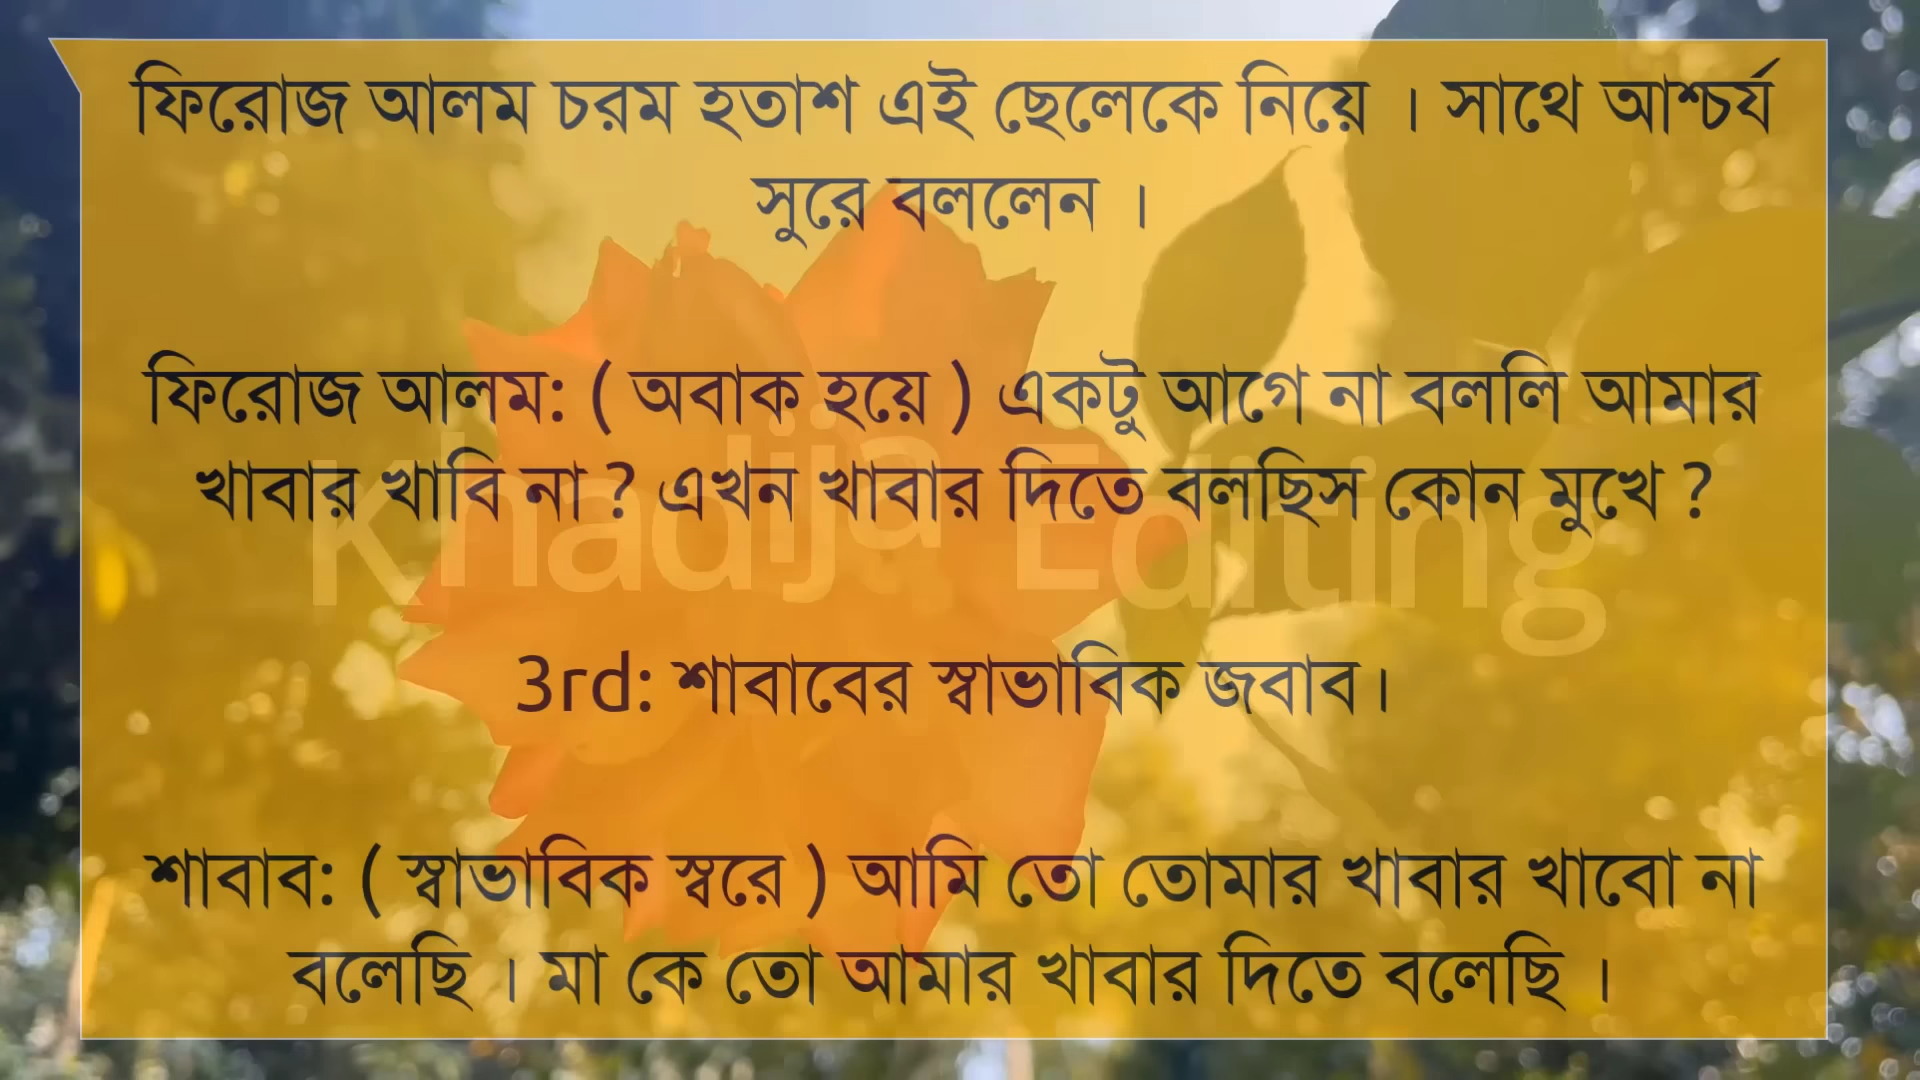 ফিরোজ আলম চরম হতাশ এই ছেলেকে নিয়ে । সাথে আশ্চর্য
সুরে বললেন ।
ফিরোজ আলম: ( অবাক হয়ে ) একটু আগে না বললি আমার
খাবার খাবি না ? এখন খাবার দিতে বলছিস কোন মুখে ?
Khadija Editing
3rd: শাবাবের স্বাভাবিক জবাব।
শাবাব: ( স্বাভাবিক স্বরে ) আমি তো তোমার খাবার খাবো না
বলেছি । মা কে তো আমার খাবার দিতে বলেছি ।